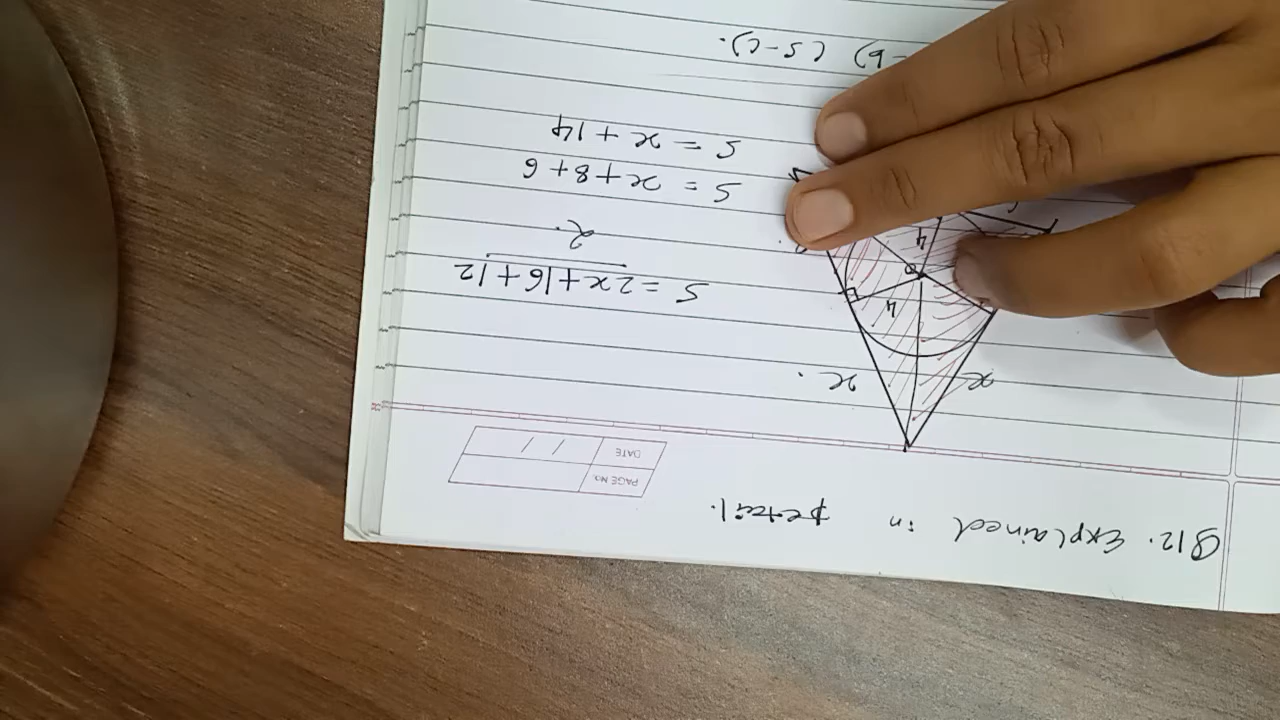 Q12. Explained in Detail.
PAGE No.
DATE / /
x x .
S = 2x+16+12
2.
S = x+8+6
S = x+14
-b) (s-c).
4
4
O